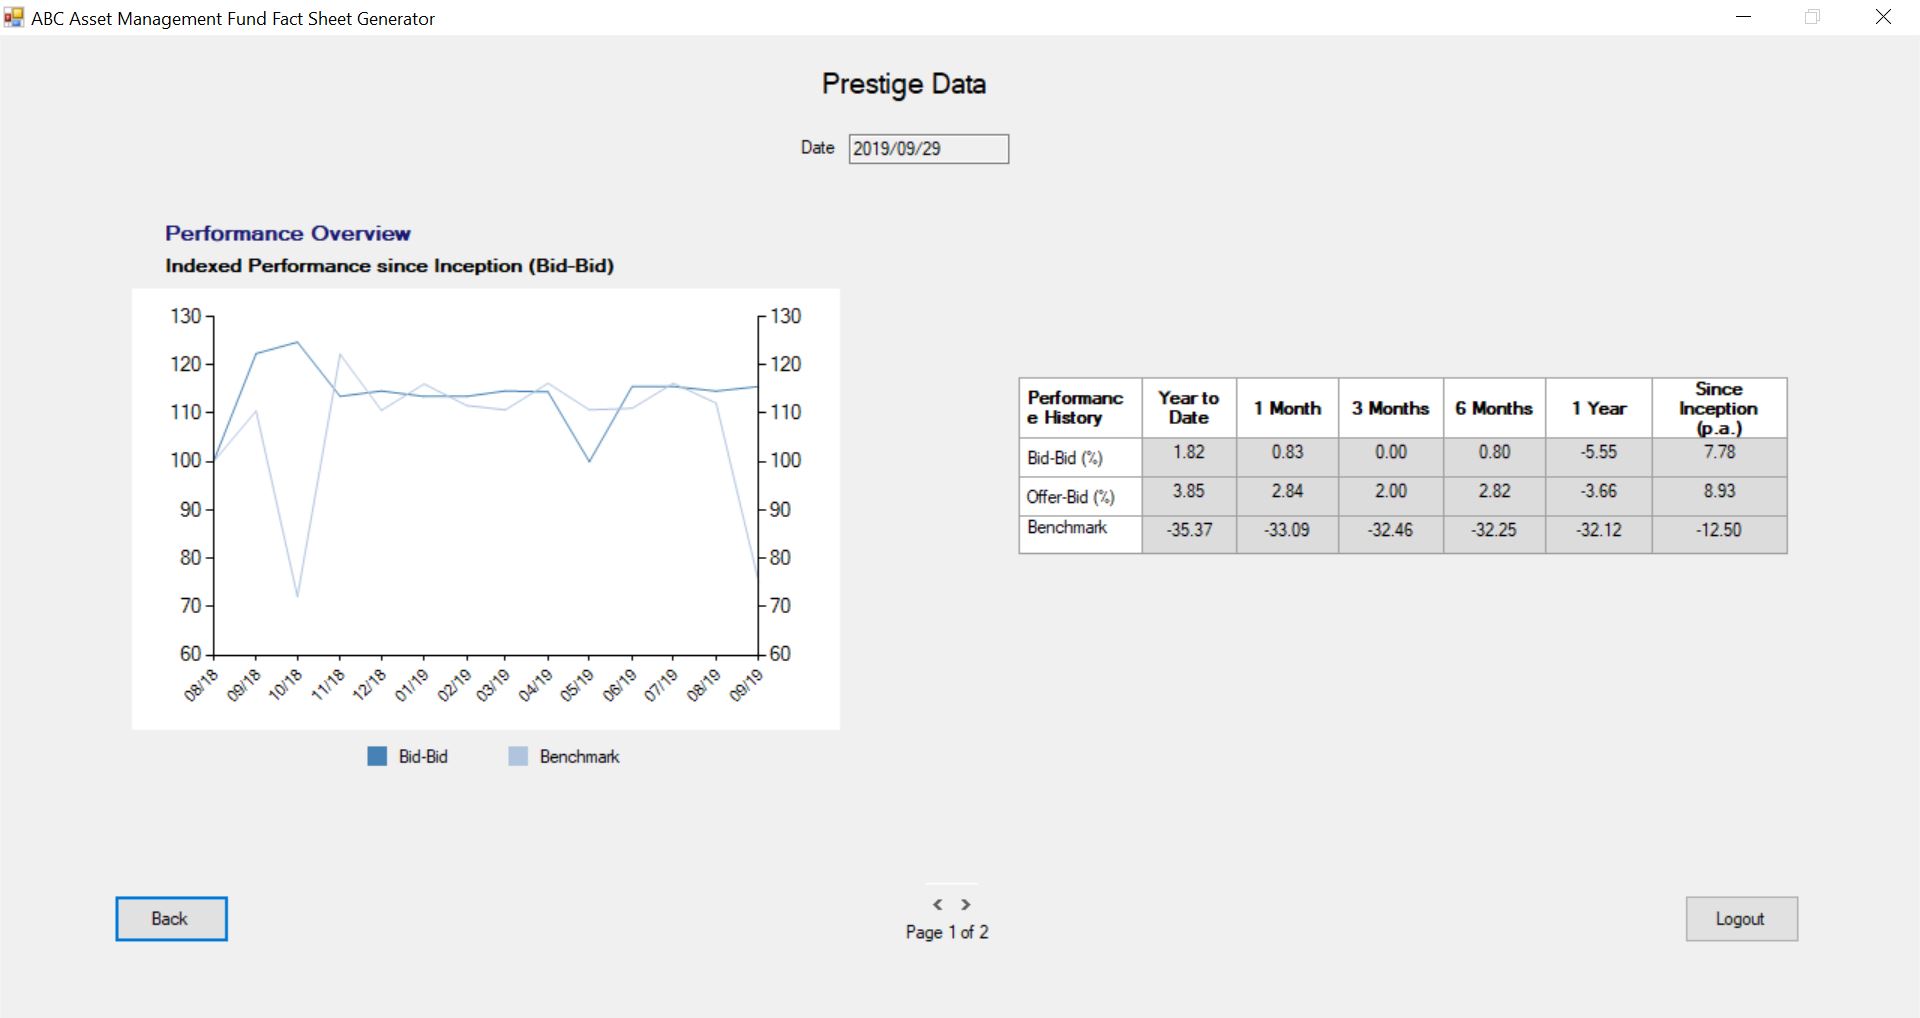 ABC Asset Management Fund Fact Sheet Generator
Prestige Data
Date 2019/09/29
Performance Overview
Indexed Performance since Inception (Bid-Bid)
130 130
120 120
110 110
100 100
90 90
80 80
70 70
60 60
08/18 09/18 10/18 11/18 12/18 01/19 02/19 03/19 04/19 05/19 06/19 07/19 08/19 09/19
Bid-Bid Benchmark
Performanc
e History
Year to
Date
1 Month
3 Months
6 Months
1 Year
Since
Inception
(p.a.)
Bid-Bid (%) 1.82 0.83 0.00 0.80 -5.55 7.78
Offer-Bid (%) 3.85 2.84 2.00 2.82 -3.66 8.93
Benchmark -35.37 -33.09 -32.46 -32.25 -32.12 -12.50
Back
< >
Page 1 of 2
Logout